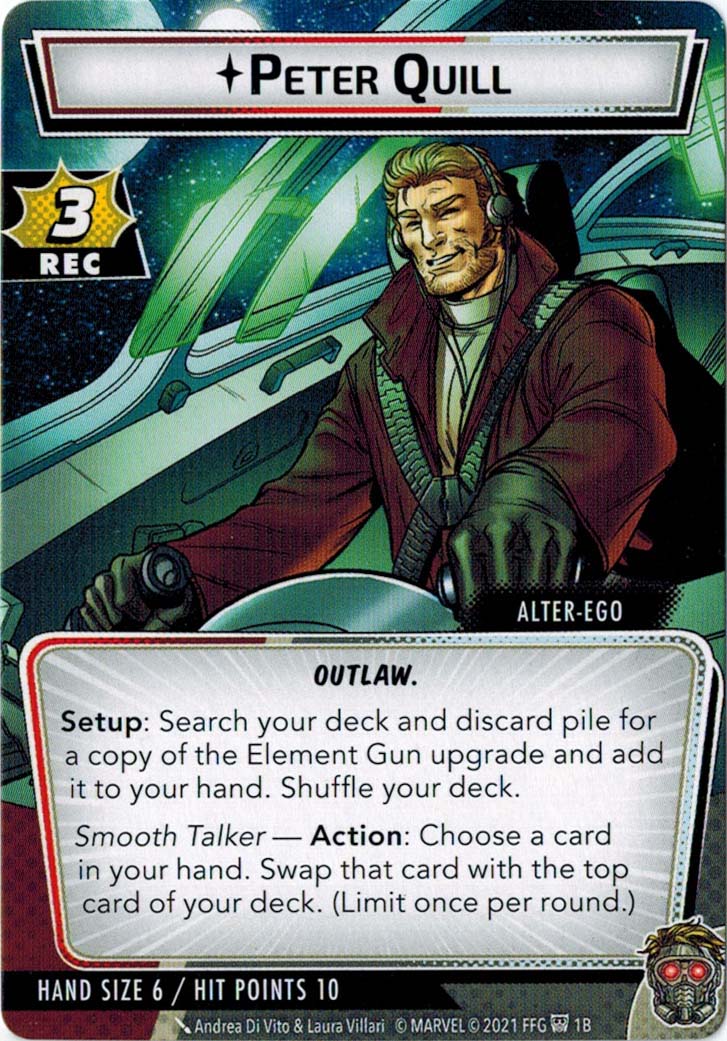 PETER QUILL
3
REC
ALTER-EGO
OUTLAW.
Setup: Search your deck and discard pile for
a copy of the Element Gun upgrade and add
it to your hand. Shuffle your deck.
Smooth Talker — Action: Choose a card
in your hand. Swap that card with the top
card of your deck. (Limit once per round.)
HAND SIZE 6 / HIT POINTS 10
Andrea Di Vito & Laura Villari © MARVEL © 2021 FFG 1B